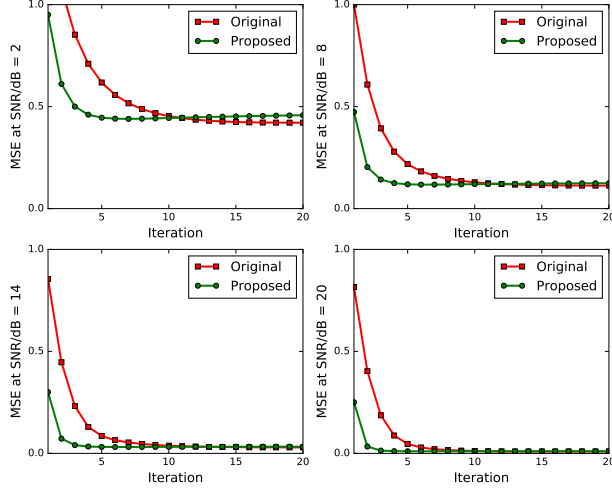 MSE at SNR/dB = 2
1.0
0.5
0.0
5
10
15
20
Iteration
Original
Proposed
MSE at SNR/dB = 8
1.0
0.5
0.0
5
10
15
20
Iteration
Original
Proposed
MSE at SNR/dB = 14
1.0
0.5
0.0
5
10
15
20
Iteration
Original
Proposed
MSE at SNR/dB = 20
1.0
0.5
0.0
5
10
15
20
Iteration
Original
Proposed